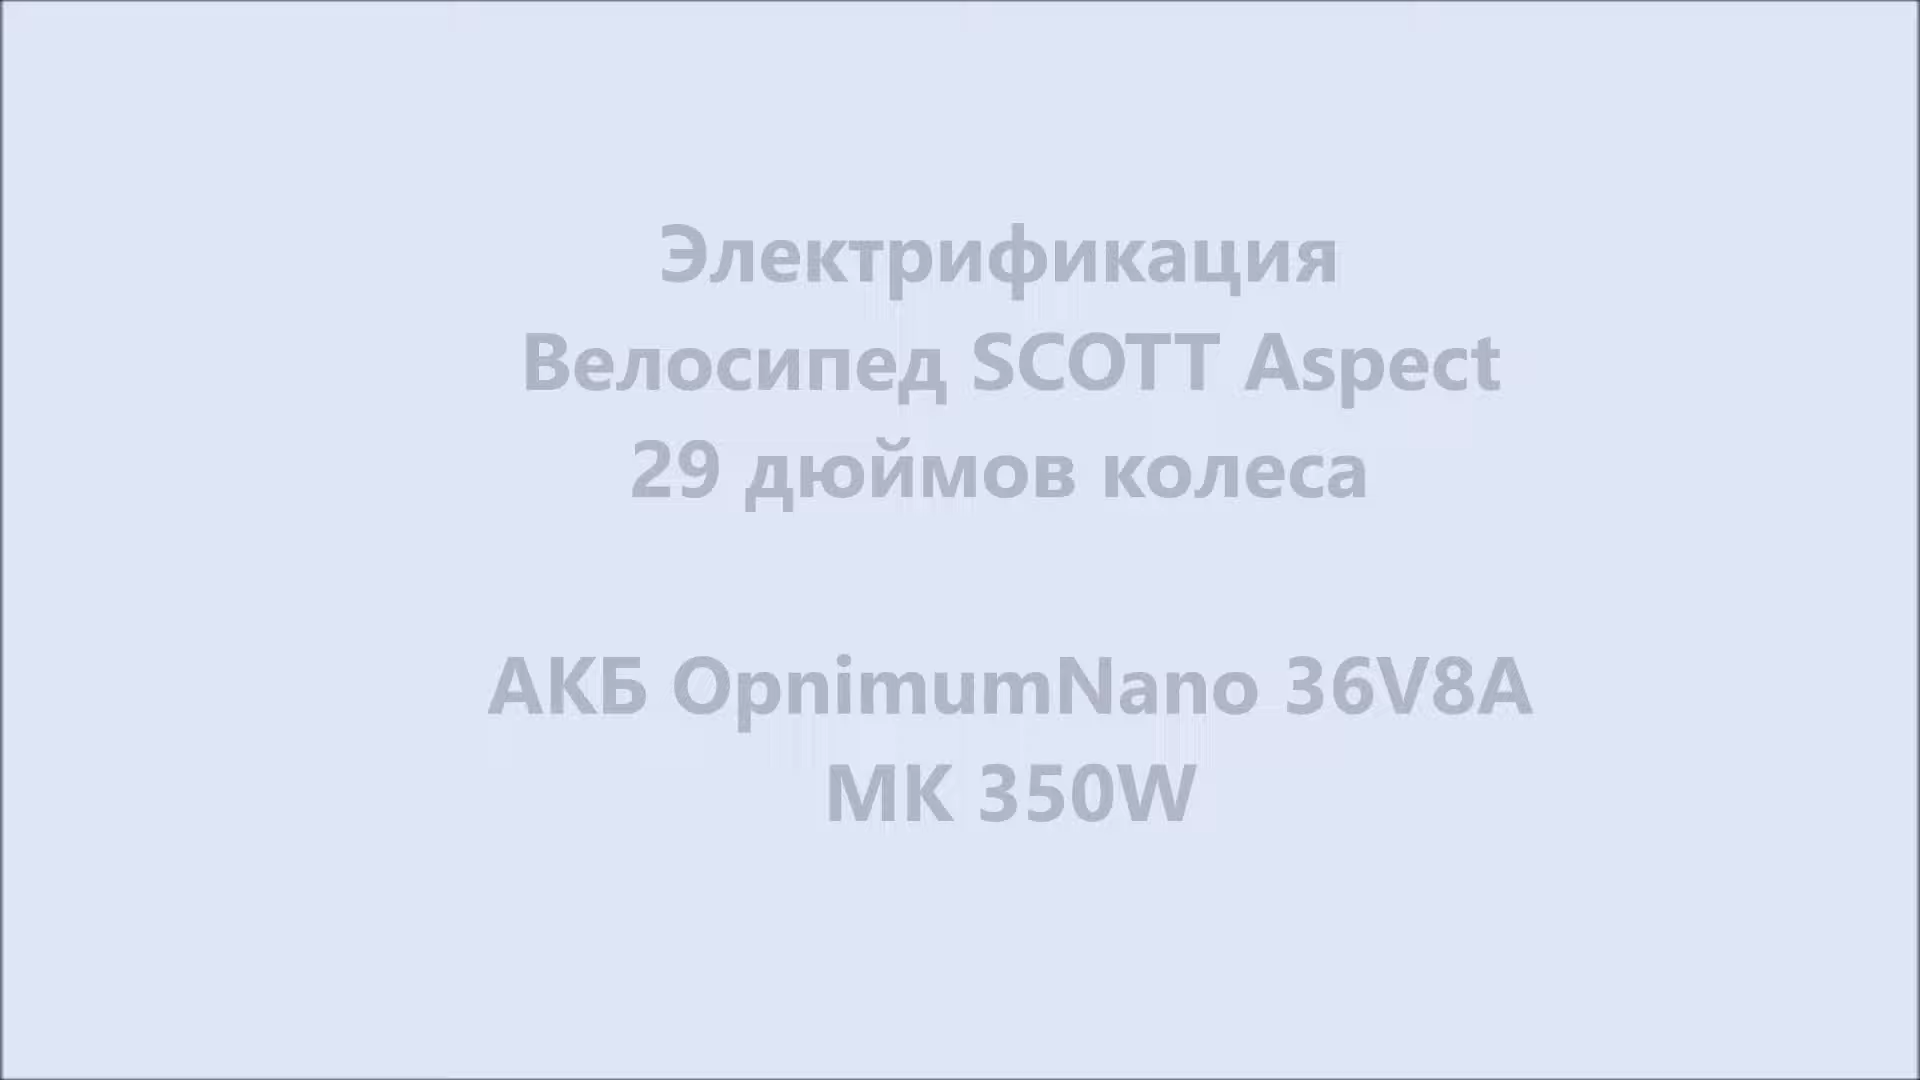 Электрификация
Велосипед SCOTT Aspect
29 дюймов колеса
АКБ OpnimumNano 36V8A
МК 350W